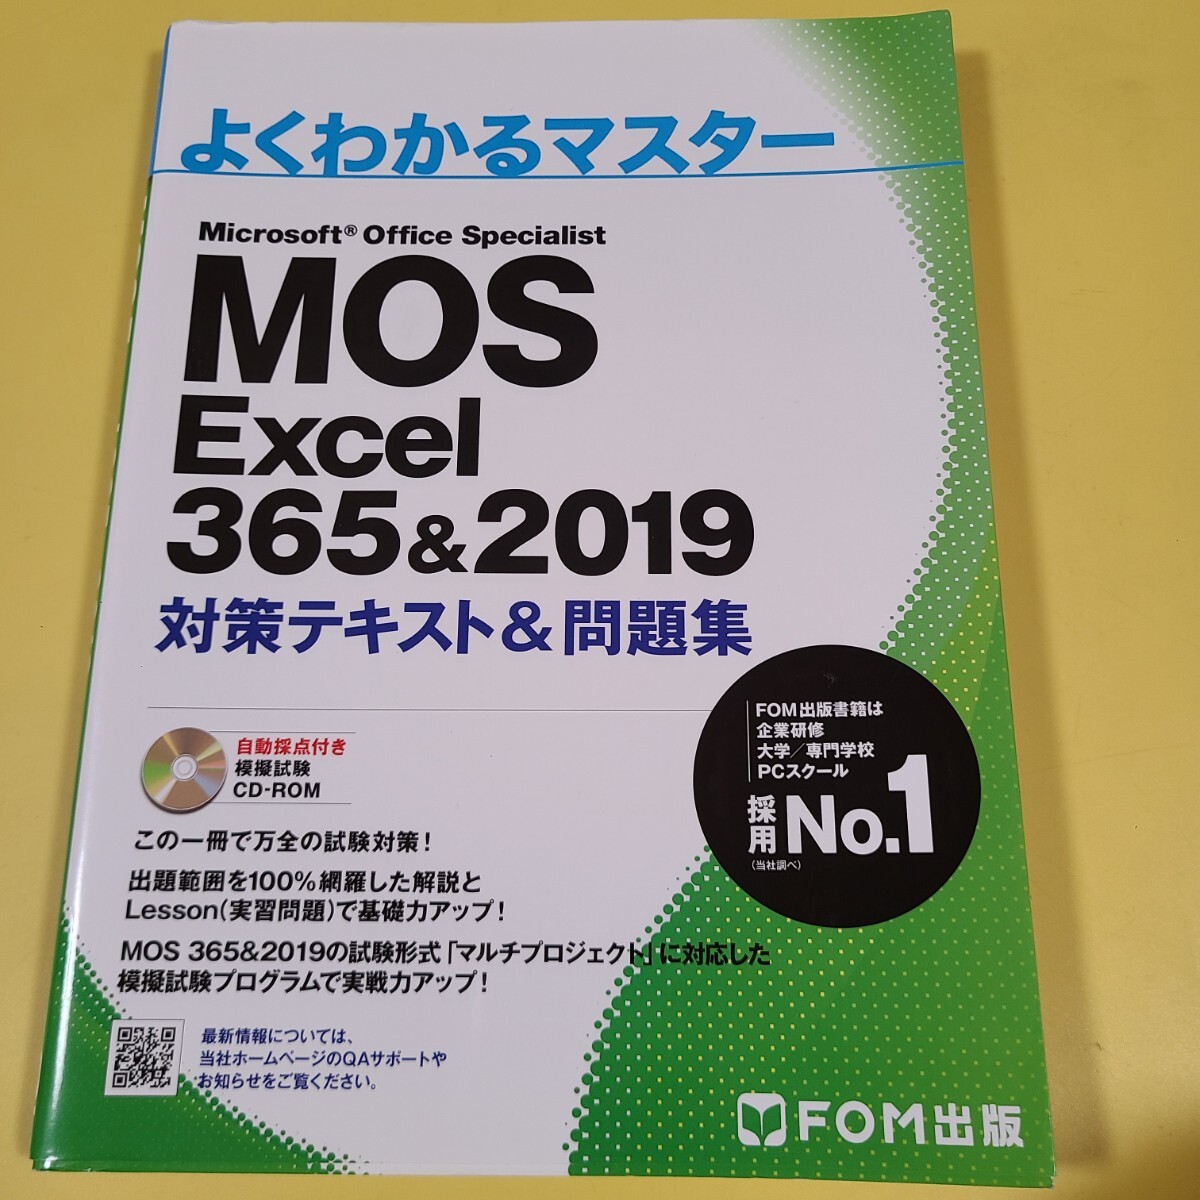 よくわかるマスター
Microsoft® Office Specialist
MOS
Excel
365&2019
対策テキスト&問題集
FOM出版書籍は
企業研修
大学／専門学校
PCスクール
採用 No.1
(当社調べ)
自動採点付き
模擬試験
CD-ROM
この一冊で万全の試験対策！
出題範囲を100%網羅した解説と
Lesson(実習問題)で基礎力アップ！
MOS 365&2019の試験形式「マルチプロジェクト」に対応した
模擬試験プログラムで実戦力アップ！
最新情報については、
当社ホームページのQAサポートや
お知らせをご覧ください。
FOM出版